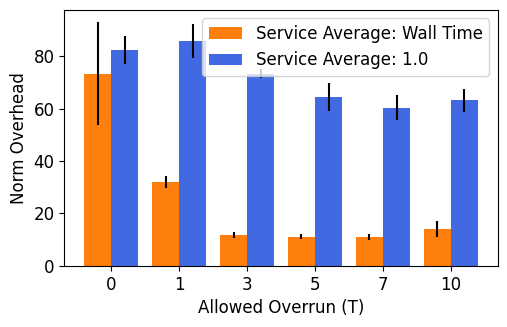 Service Average: Wall Time
Service Average: 1.0
Norm Overhead
80
60
40
20
0
0 1 3 5 7 10
Allowed Overrun (T)